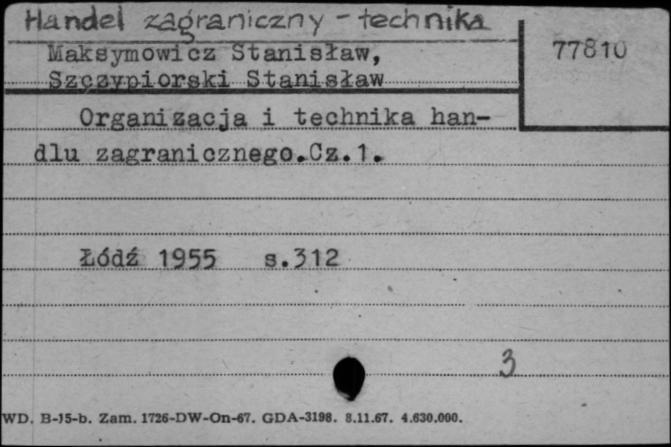 Handel zagraniczny - technika
77810
Maksymowicz Stanisław,
Szczypiorski Stanisław
Organizacja i technika han-
dlu zagranicznego.Cz.1.
Łódź 1955 s.312
3
WD. B-15-b. Zam. 1726-DW-On-67. GDA-3198. 8.11.67. 4.630.000.